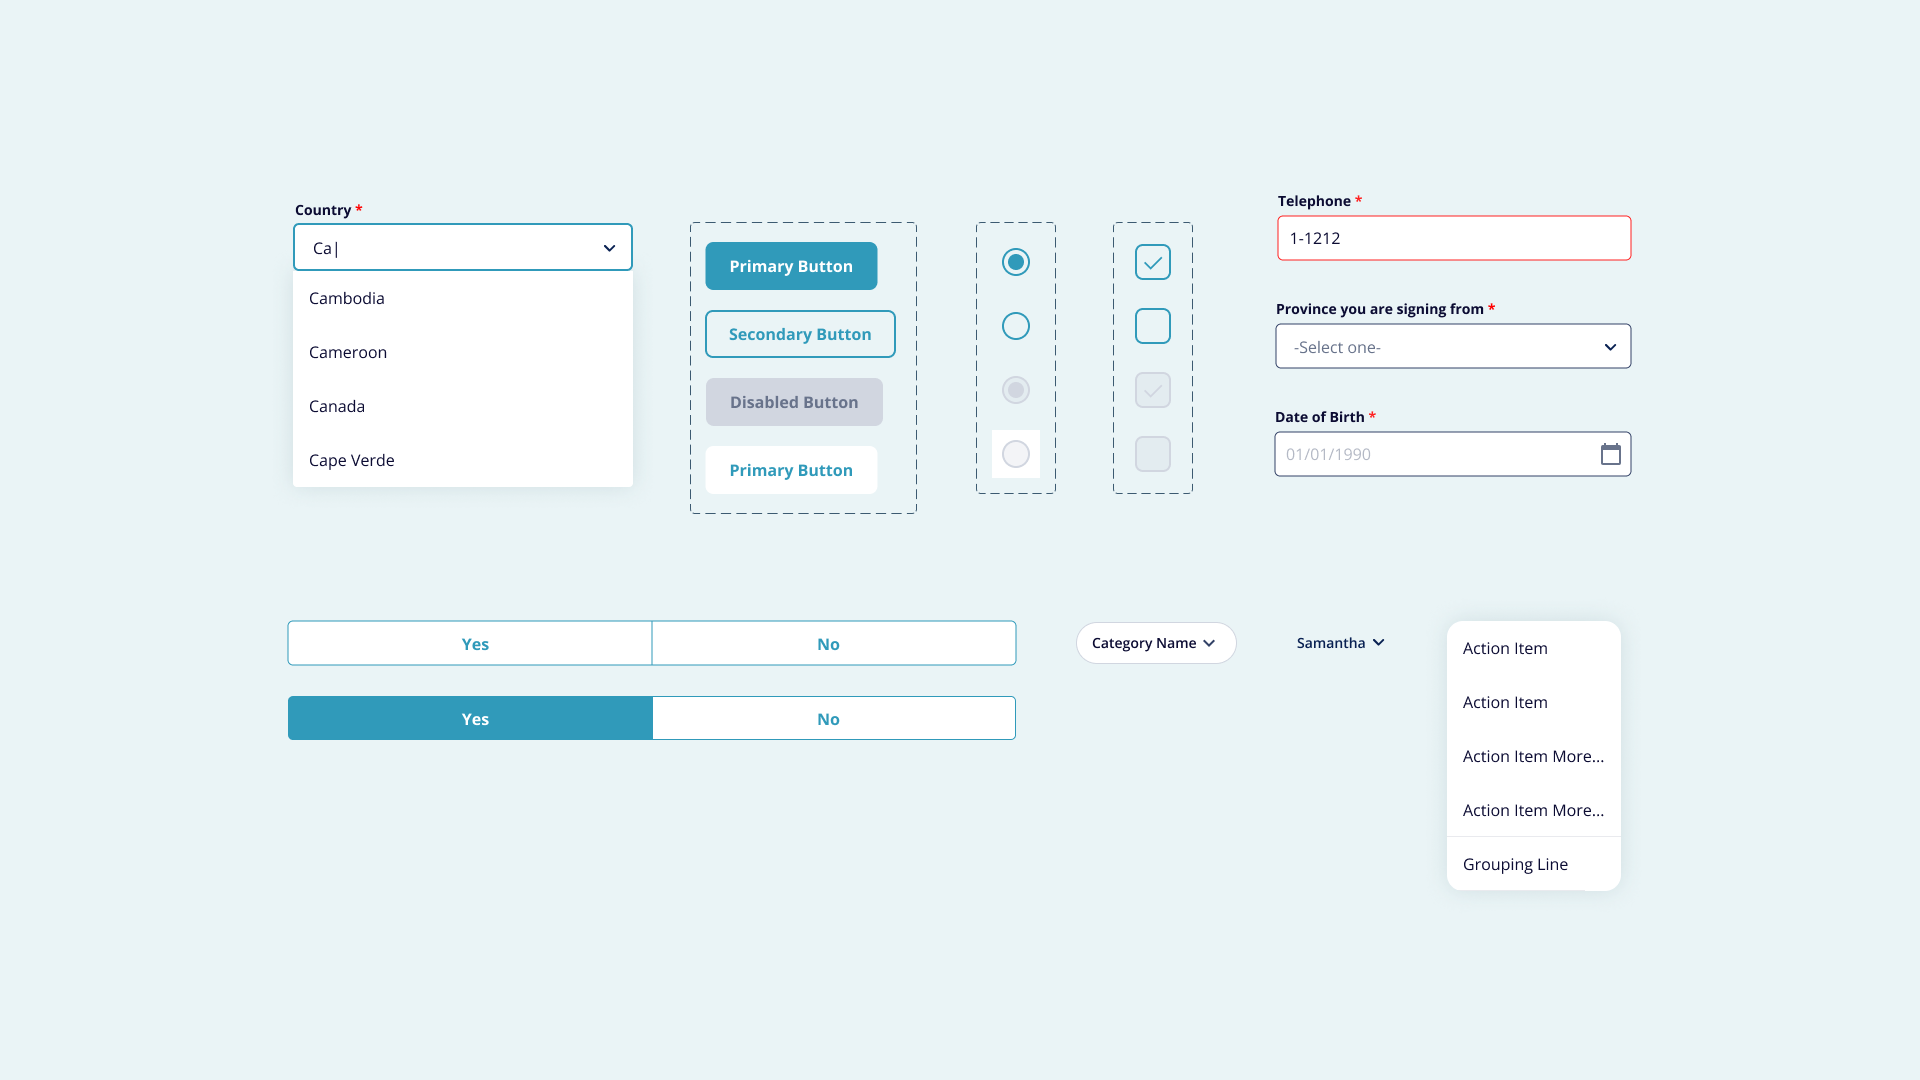 Country *
Ca|
Cambodia
Cameroon
Canada
Cape Verde
Primary Button
Secondary Button
Disabled Button
Primary Button
Telephone *
1-1212
Province you are signing from *
-Select one-
Date of Birth *
01/01/1990
Yes No
Yes No
Category Name
Samantha
Action Item
Action Item
Action Item More...
Action Item More...
Grouping Line